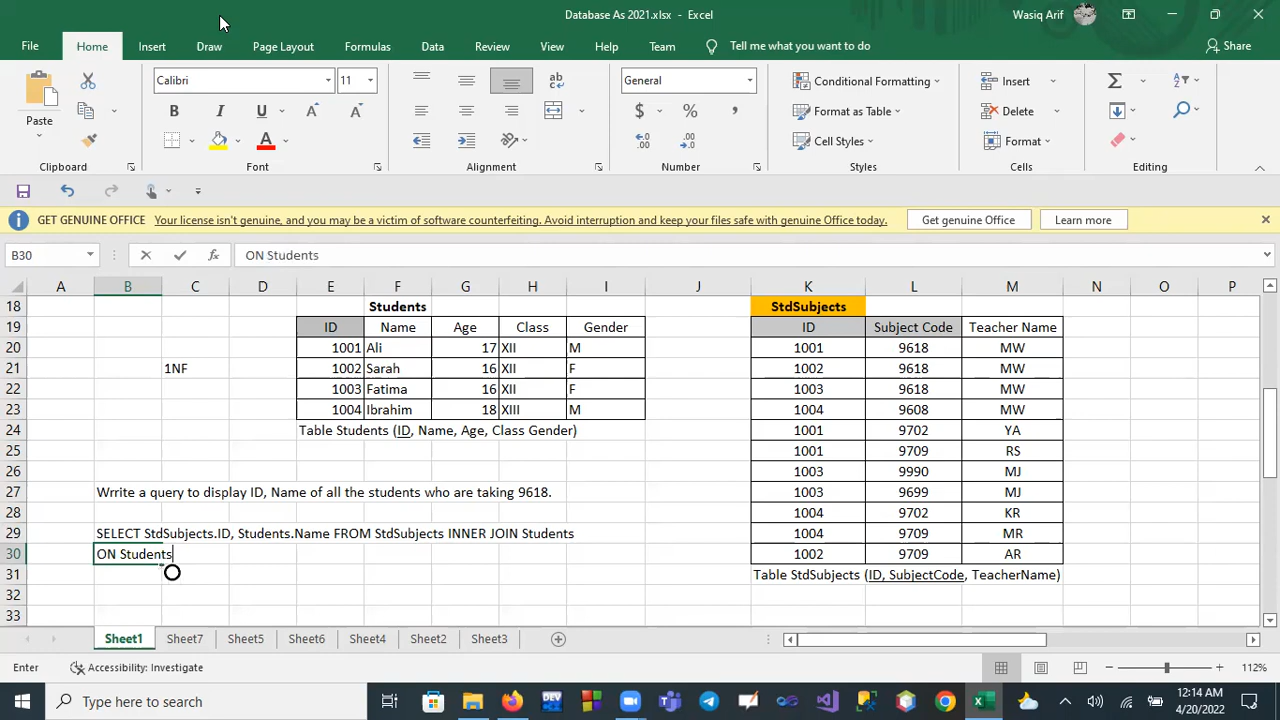 Database As 2021.xlsx - Excel
Wasiq Arif
File Home Insert Draw Page Layout Formulas Data Review View Help Team Tell me what you want to do Share
Paste
Calibri 11
B I U A A
A
ab
General
$ % ,
Conditional Formatting
Format as Table
Cell Styles
Insert
Delete
Format
Clipboard Font Alignment Number Styles Cells Editing
GET GENUINE OFFICE Your license isn't genuine, and you may be a victim of software counterfeiting. Avoid interruption and keep your files safe with genuine Office today. Get genuine Office Learn more
B30 fx ON Students
A B C D E F G H I J K L M N O P
18 Students StdSubjects
19 ID Name Age Class Gender ID Subject Code Teacher Name
20 1001 Ali 17 XII M 1001 9618 MW
21 1NF 1002 Sarah 16 XII F 1002 9618 MW
22 1003 Fatima 16 XII F 1003 9618 MW
23 1004 Ibrahim 18 XIII M 1004 9608 MW
24 Table Students (ID, Name, Age, Class Gender) 1001 9702 YA
25 1001 9709 RS
26 1003 9990 MJ
27 Wrrite a query to display ID, Name of all the students who are taking 9618. 1003 9699 MJ
28 1004 9702 KR
29 SELECT StdSubjects.ID, Students.Name FROM StdSubjects INNER JOIN Students 1004 9709 MR
30 ON Students 1002 9709 AR
31 Table StdSubjects (ID, SubjectCode, TeacherName)
32
33
Sheet1 Sheet7 Sheet5 Sheet6 Sheet4 Sheet2 Sheet3
Enter Accessibility: Investigate 112%
Type here to search
DEV
12:14 AM
4/20/2022